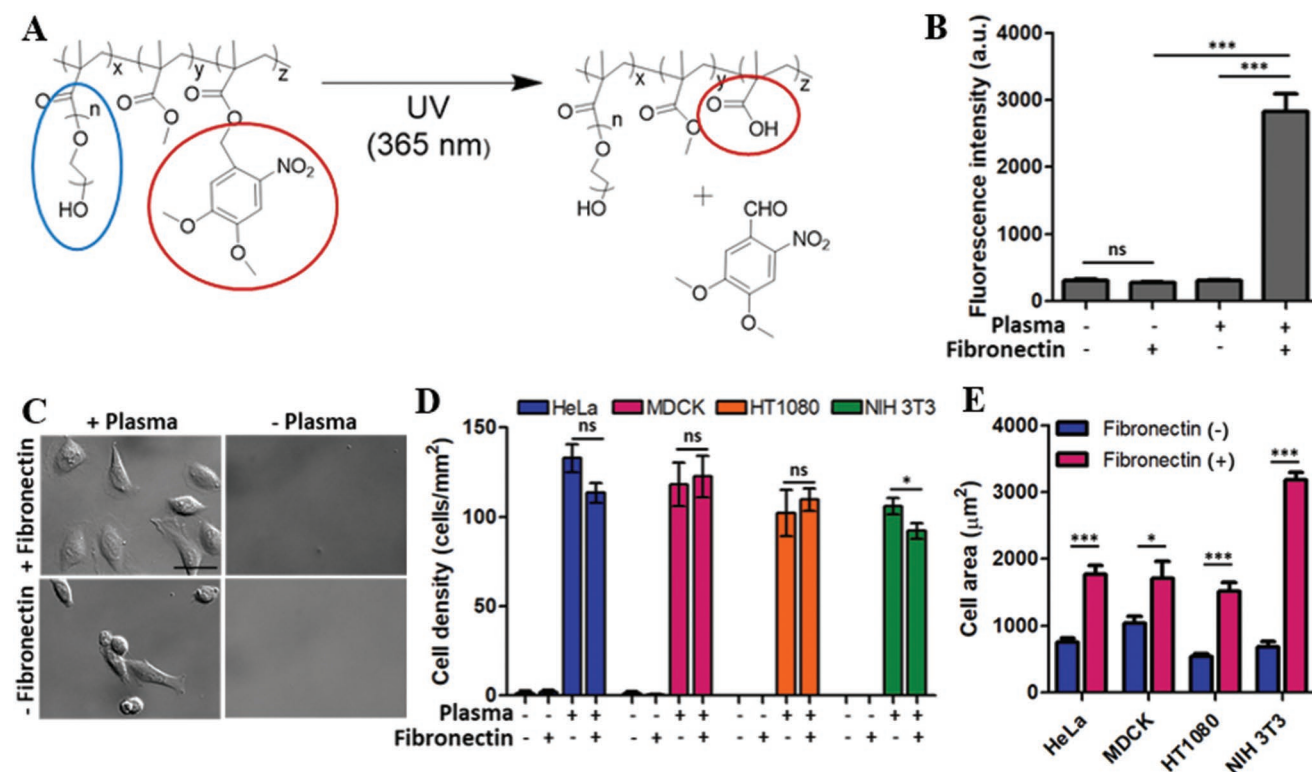 A
x
y
z
O
n
O
O
O
O
O
HO
NO2
O
O
UV
(365 nm)
x
y
z
O
n
O
O
O
O
OH
HO
+
CHO
NO2
O
O
B
Fluorescence intensity (a.u.)
4000
3000
2000
1000
0
ns
***
***
Plasma - - + +
Fibronectin - + - +
C
+ Plasma - Plasma
+ Fibronectin
- Fibronectin
D
HeLa MDCK HT1080 NIH 3T3
Cell density (cells/mm2)
150
100
50
0
ns ns ns *
Plasma - - + + - - + + - - + + - - + +
Fibronectin - + - + - + - + - + - + - + - +
E
Fibronectin (-)
Fibronectin (+)
Cell area (μm2)
4000
3000
2000
1000
0
*** * *** ***
HeLa MDCK HT1080 NIH 3T3